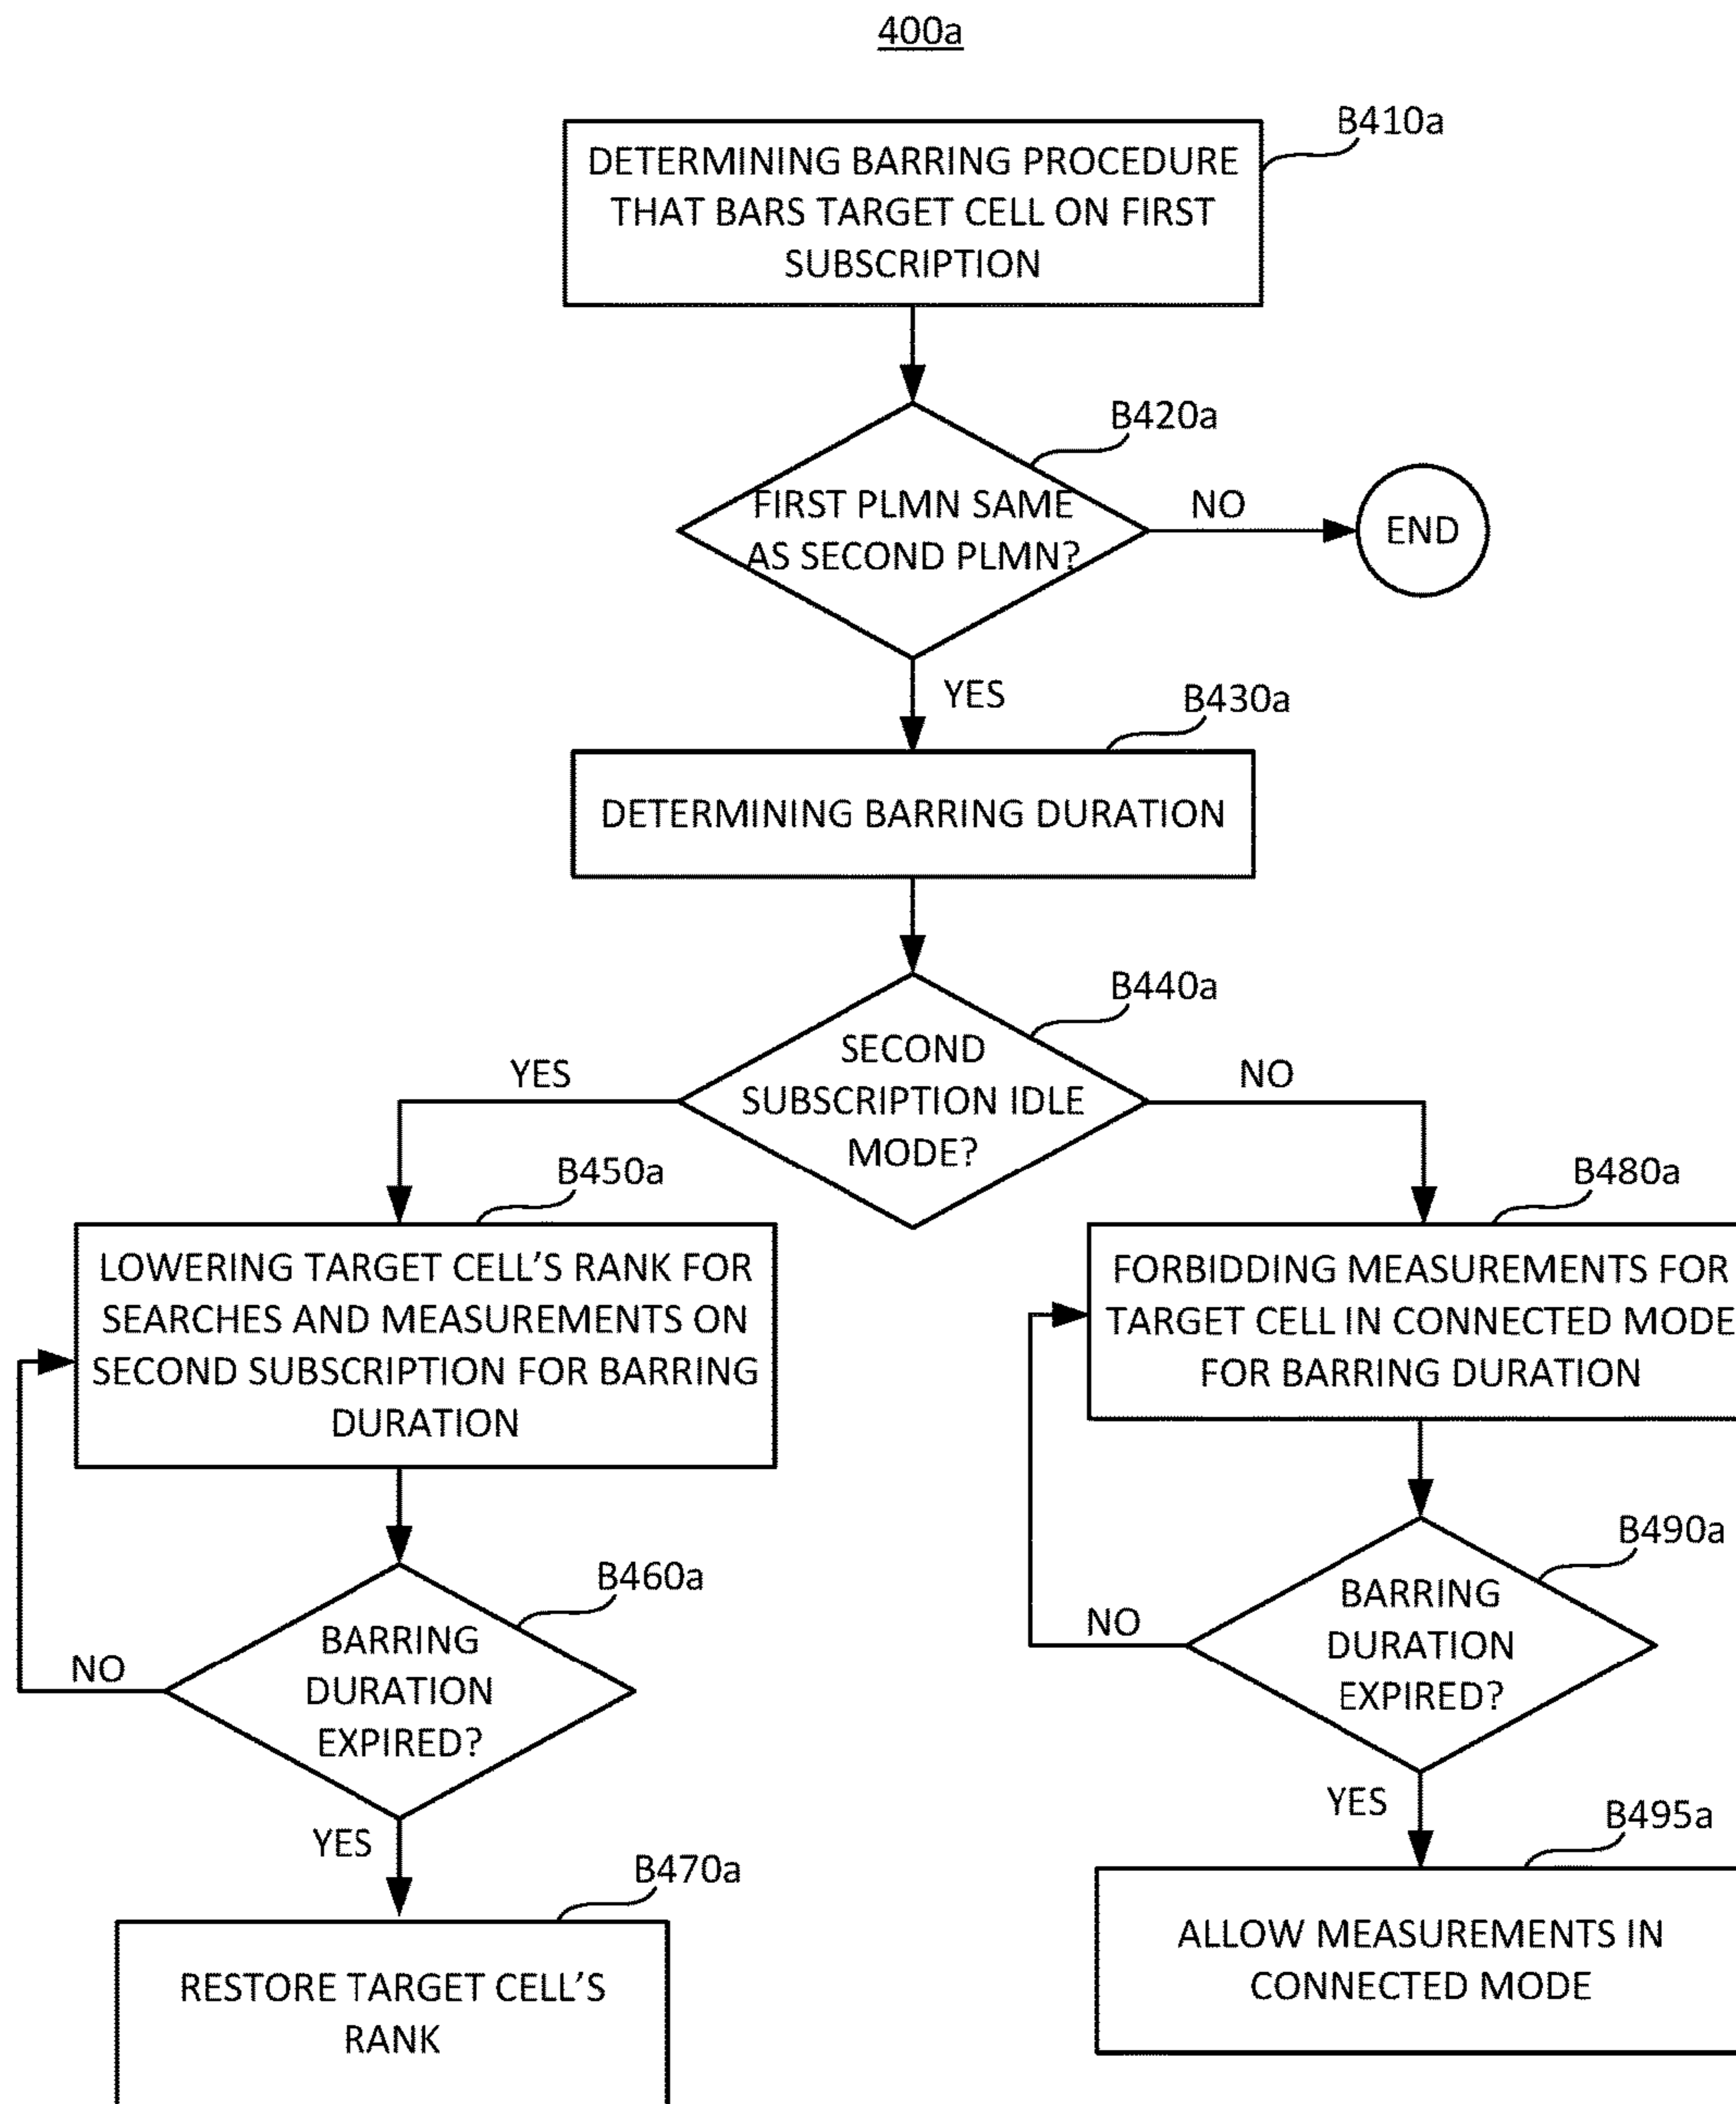 400a
B410a
DETERMINING BARRING PROCEDURE
THAT BARS TARGET CELL ON FIRST
SUBSCRIPTION
B420a
FIRST PLMN SAME
AS SECOND PLMN?
NO
END
YES
B430a
DETERMINING BARRING DURATION
B440a
SECOND
SUBSCRIPTION IDLE
MODE?
YES
NO
B450a
LOWERING TARGET CELL'S RANK FOR
SEARCHES AND MEASUREMENTS ON
SECOND SUBSCRIPTION FOR BARRING
DURATION
B480a
FORBIDDING MEASUREMENTS FOR
TARGET CELL IN CONNECTED MODE
FOR BARRING DURATION
B460a
BARRING
DURATION
EXPIRED?
NO
YES
B490a
BARRING
DURATION
EXPIRED?
NO
YES
B470a
RESTORE TARGET CELL'S
RANK
B495a
ALLOW MEASUREMENTS IN
CONNECTED MODE